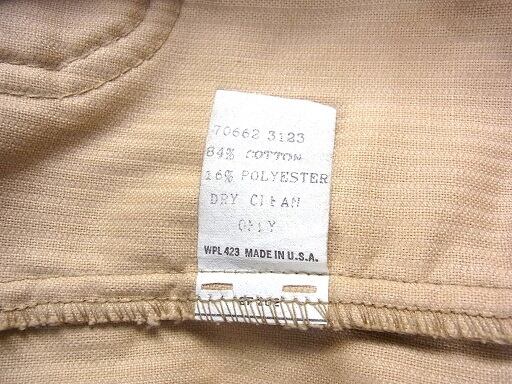 70662 3123
84% COTTON
16% POLYESTER
DRY CLEAN
ONLY
WPL 423 MADE IN U.S.A.